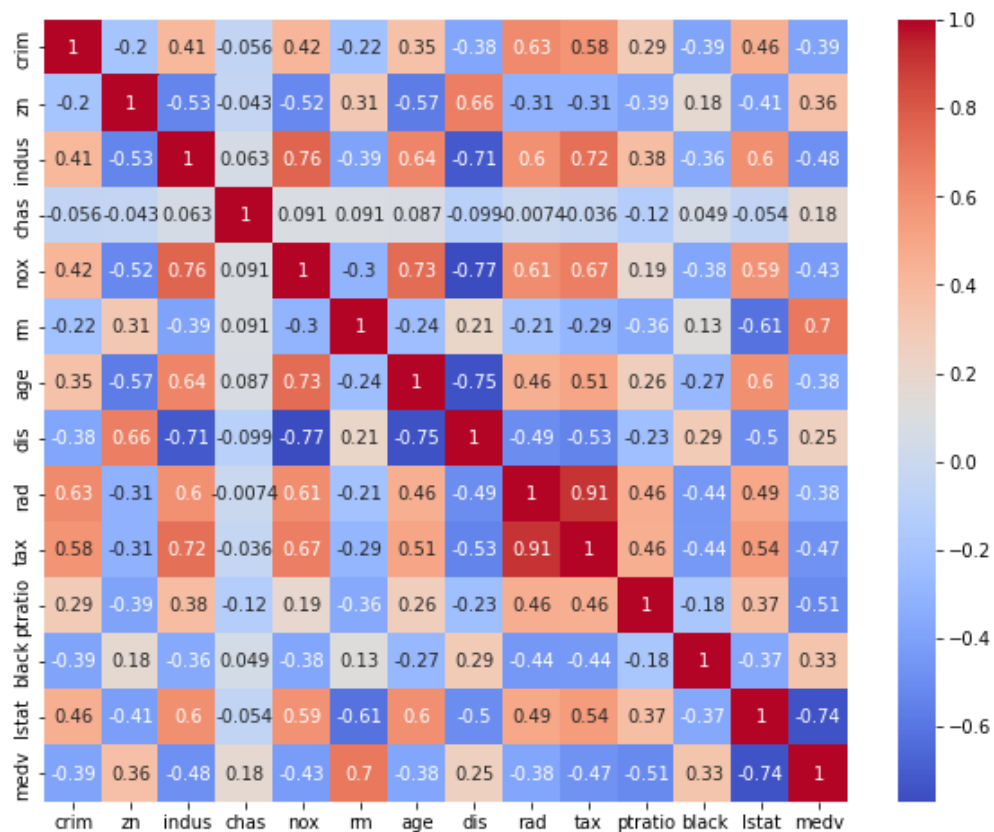 crim 1 -0.2 0.41 -0.056 0.42 -0.22 0.35 -0.38 0.63 0.58 0.29 -0.39 0.46 -0.39
zn -0.2 1 -0.53 -0.043 -0.52 0.31 -0.57 0.66 -0.31 -0.31 -0.39 0.18 -0.41 0.36
indus 0.41 -0.53 1 0.063 0.76 -0.39 0.64 -0.71 0.6 0.72 0.38 -0.36 0.6 -0.48
chas -0.056 -0.043 0.063 1 0.091 0.091 0.087 -0.099 -0.0074 -0.036 -0.12 0.049 -0.054 0.18
nox 0.42 -0.52 0.76 0.091 1 -0.3 0.73 -0.77 0.61 0.67 0.19 -0.38 0.59 -0.43
rm -0.22 0.31 -0.39 0.091 -0.3 1 -0.24 0.21 -0.21 -0.29 -0.36 0.13 -0.61 0.7
age 0.35 -0.57 0.64 0.087 0.73 -0.24 1 -0.75 0.46 0.51 0.26 -0.27 0.6 -0.38
dis -0.38 0.66 -0.71 -0.099 -0.77 0.21 -0.75 1 -0.49 -0.53 -0.23 0.29 -0.5 0.25
rad 0.63 -0.31 0.6 -0.0074 0.61 -0.21 0.46 -0.49 1 0.91 0.46 -0.44 0.49 -0.38
tax 0.58 -0.31 0.72 -0.036 0.67 -0.29 0.51 -0.53 0.91 1 0.46 -0.44 0.54 -0.47
ptratio 0.29 -0.39 0.38 -0.12 0.19 -0.36 0.26 -0.23 0.46 0.46 1 -0.18 0.37 -0.51
black -0.39 0.18 -0.36 0.049 -0.38 0.13 -0.27 0.29 -0.44 -0.44 -0.18 1 -0.37 0.33
lstat 0.46 -0.41 0.6 -0.054 0.59 -0.61 0.6 -0.5 0.49 0.54 0.37 -0.37 1 -0.74
medv -0.39 0.36 -0.48 0.18 -0.43 0.7 -0.38 0.25 -0.38 -0.47 -0.51 0.33 -0.74 1
crim zn indus chas nox rm age dis rad tax ptratio black lstat medv
1.0
0.8
0.6
0.4
0.2
0.0
−0.2
−0.4
−0.6